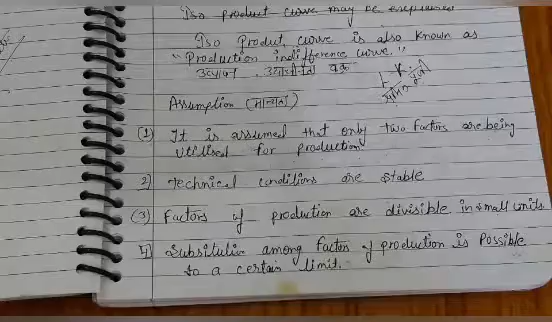 Iso product curve may be explained
Iso Product, curve is also known as
"Production indifference curve."
उत्पादन उदासीनता वक्र
Assumption (मान्यता)
(1) It is assumed that only two factors are being
utilised for production
2) Technical conditions are stable
(3) Factors of production are divisible in small units
4) Substitution among factors of production is Possible
to a certain limit.